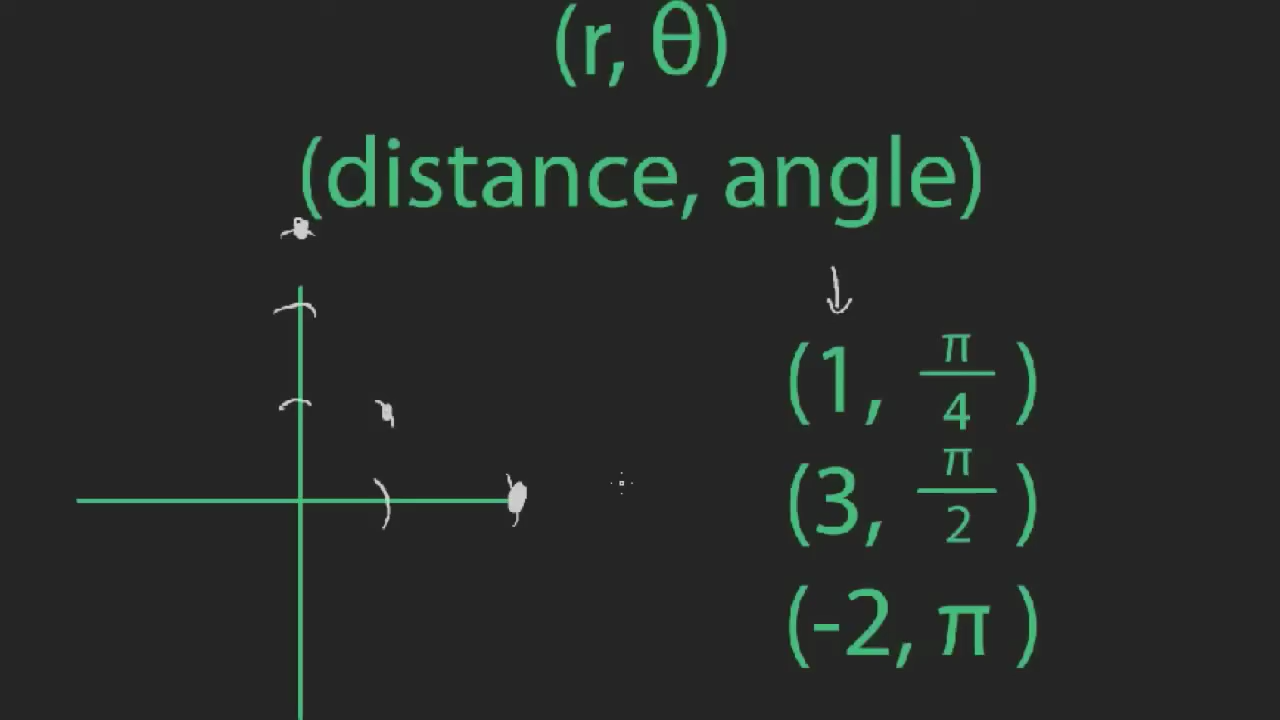 (r, θ)
(distance, angle)
(1, π/4)
(3, π/2)
(-2, π )